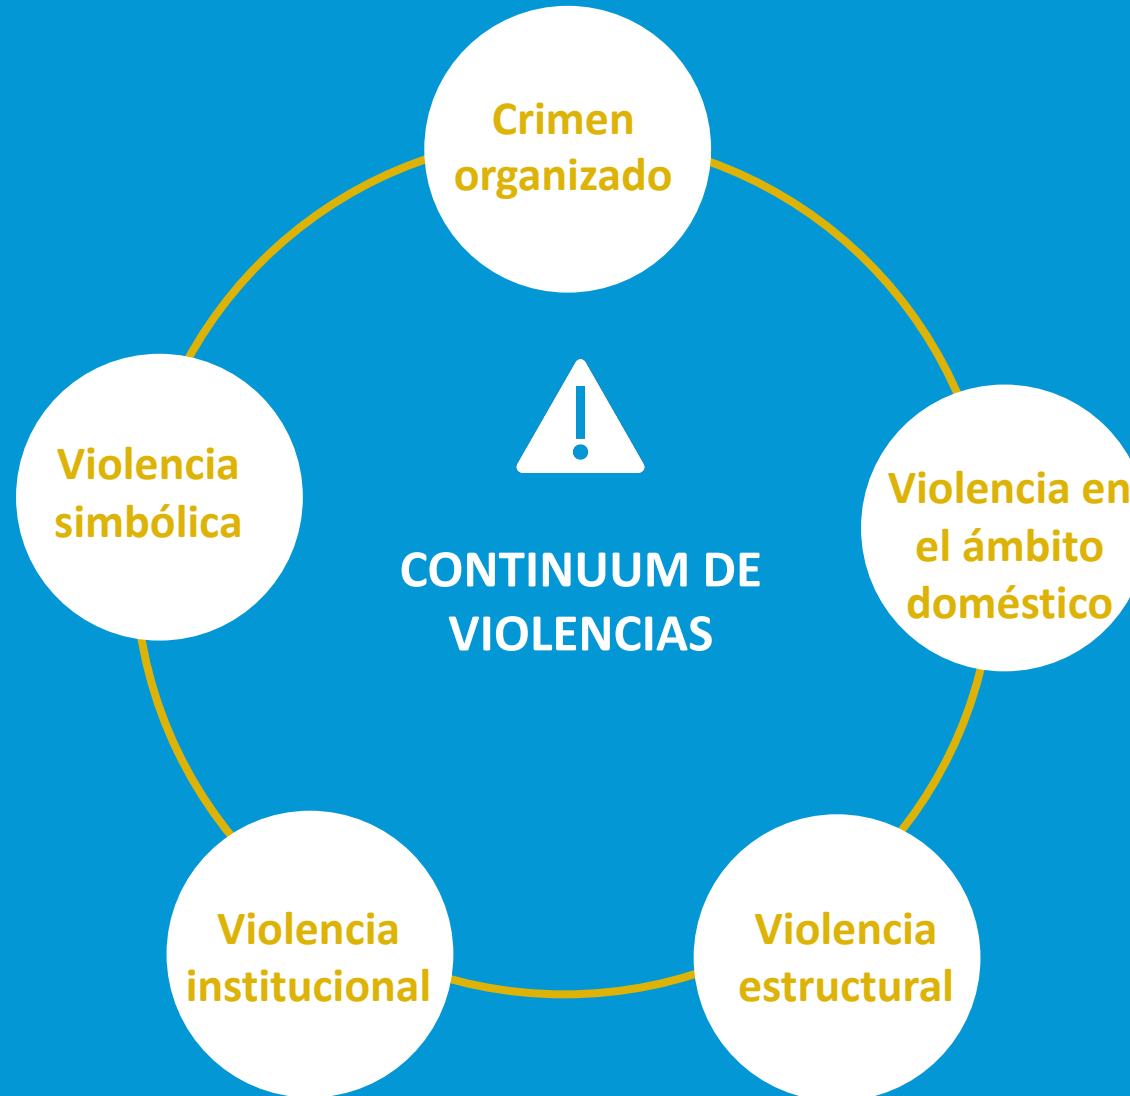 Crimen
organizado
Violencia
simbólica
Violencia en
el ámbito
doméstico
CONTINUUM DE
VIOLENCIAS
Violencia
institucional
Violencia
estructural